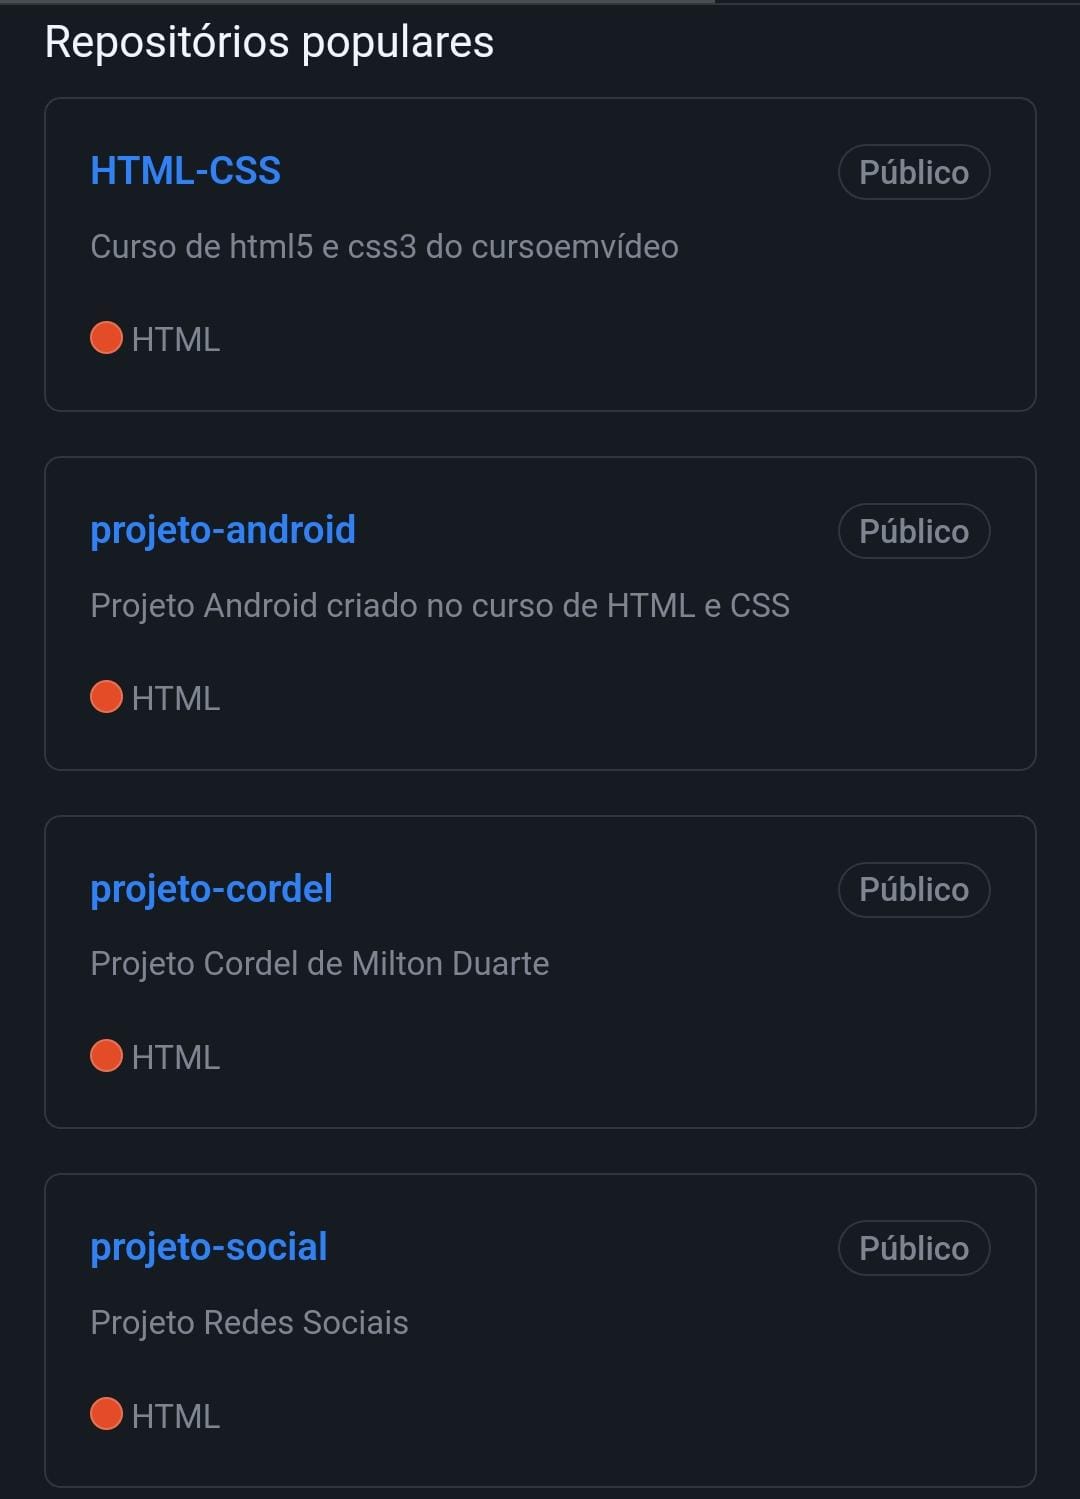 Repositórios populares
HTML-CSS
Público
Curso de html5 e css3 do cursoemvídeo
HTML
projeto-android
Público
Projeto Android criado no curso de HTML e CSS
HTML
projeto-cordel
Público
Projeto Cordel de Milton Duarte
HTML
projeto-social
Público
Projeto Redes Sociais
HTML